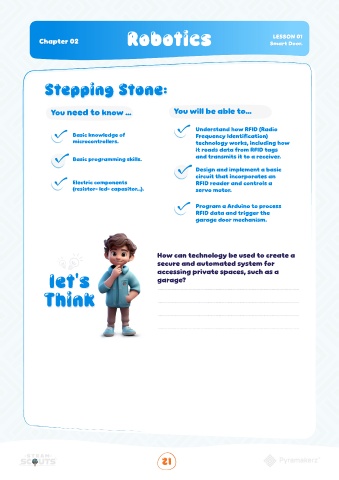 Chapter 02
Robotics
LESSON 01
Smart Door.
Stepping Stone:
You need to know ...
Basic knowledge of
microcontrollers.
Basic programming skills.
Electric components
(resistor- led- capasitor..).
You will be able to...
Understand how RFID (Radio
Frequency Identification)
technology works, including how
it reads data from RFID tags
and transmits it to a receiver.
Design and implement a basic
circuit that incorporates an
RFID reader and controls a
servo motor.
Program a Arduino to process
RFID data and trigger the
garage door mechanism.
let's
Think
How can technology be used to create a
secure and automated system for
accessing private spaces, such as a
garage?
SCOUTS
21
Pyramakerz